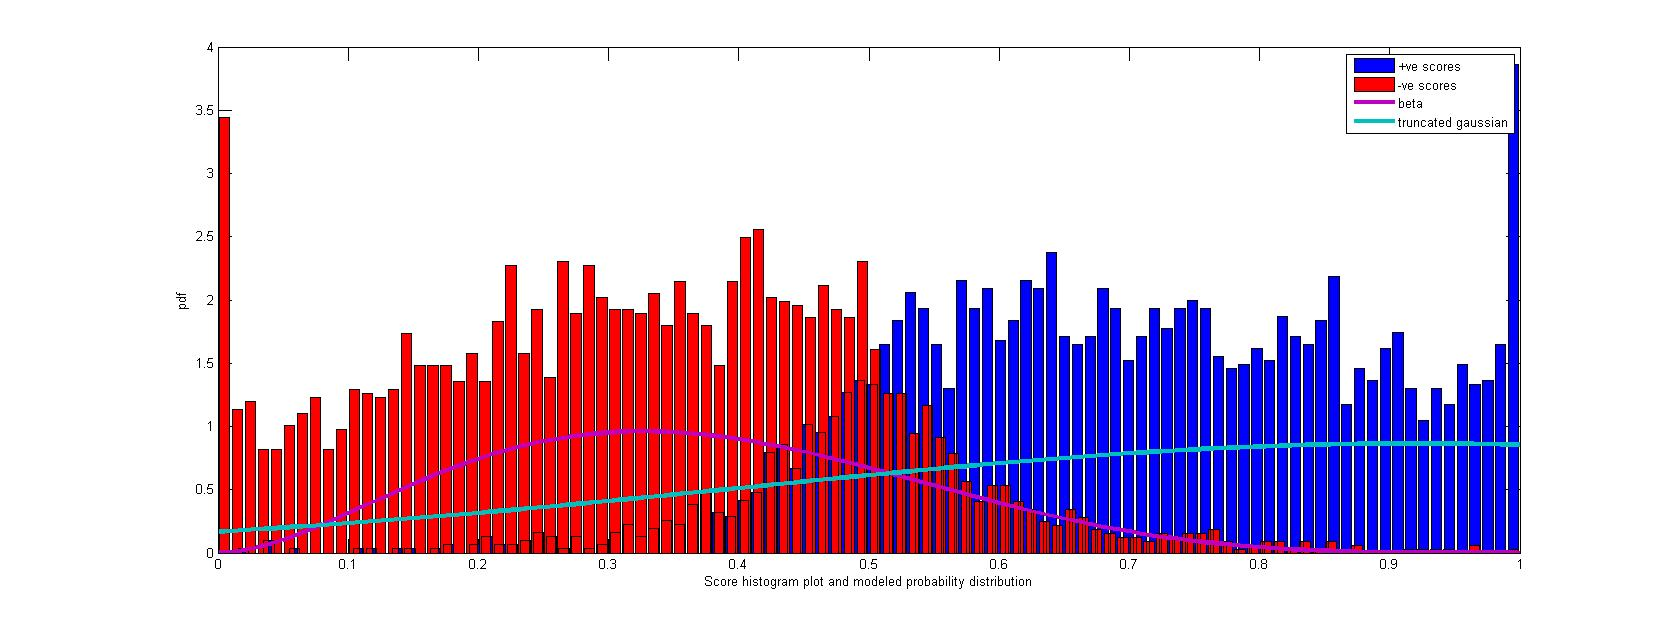 4
3.5
3
2.5
2
1.5
1
0.5
0
pdf
+ve scores
-ve scores
beta
truncated gaussian
0 0.1 0.2 0.3 0.4 0.5 0.6 0.7 0.8 0.9 1
Score histogram plot and modeled probability distribution